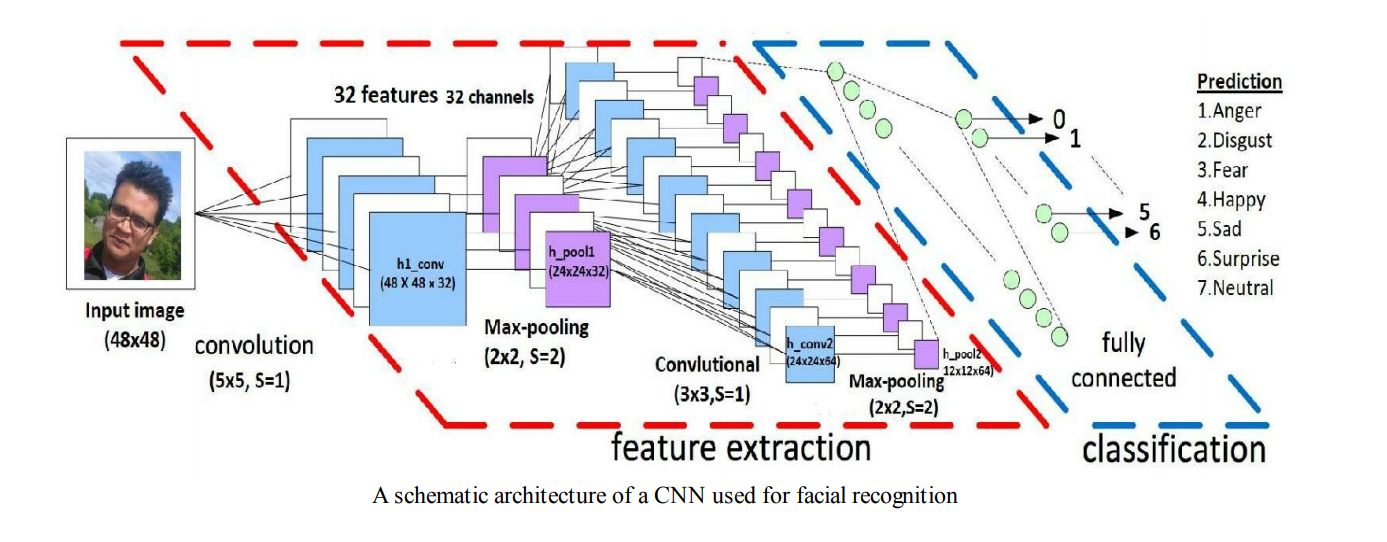 32 features 32 channels
Input image
(48x48)
convolution
(5x5, S=1)
h1_conv
(48 X 48 x 32)
h_pool1
(24x24x32)
Max-pooling
(2x2, S=2)
Convlutional
(3x3,S=1)
h_conv2
(24x24x64)
Max-pooling
(2x2,S=2)
h_pool2
12x12x64)
feature extraction
0
1
5
6
fully
connected
classification
Prediction
1.Anger
2.Disgust
3.Fear
4.Happy
5.Sad
6.Surprise
7.Neutral
A schematic architecture of a CNN used for facial recognition